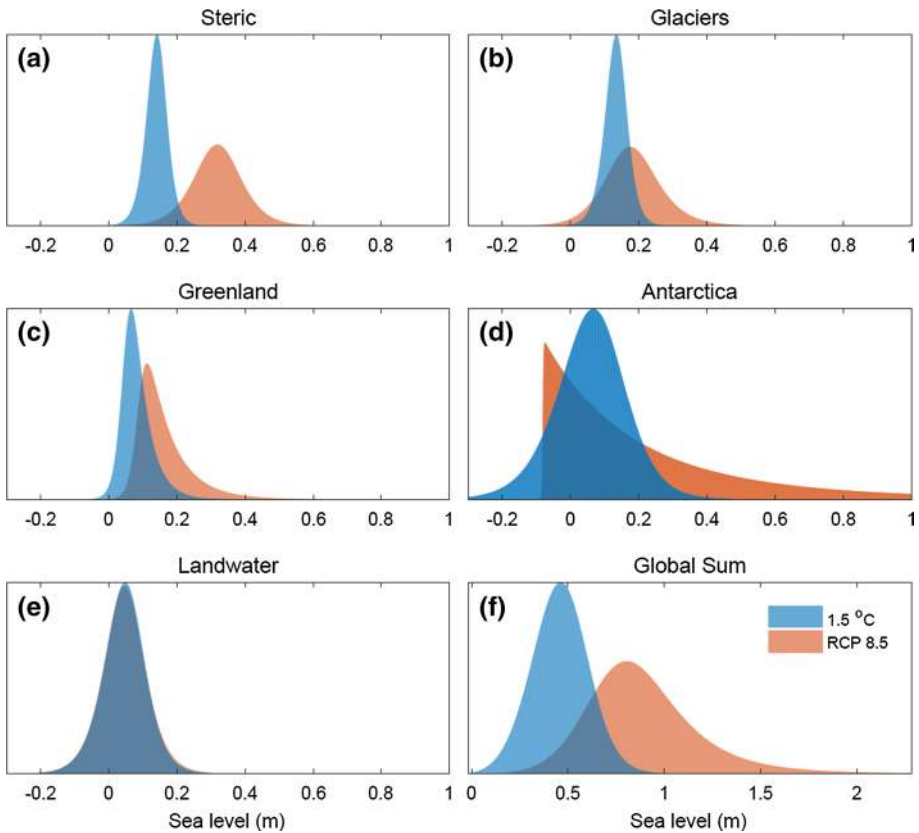 Steric
Glaciers
(a)
(b)
-0.2 0 0.2 0.4 0.6 0.8 1
-0.2 0 0.2 0.4 0.6 0.8 1
Greenland
Antarctica
(c)
(d)
-0.2 0 0.2 0.4 0.6 0.8 1
-0.2 0 0.2 0.4 0.6 0.8 1
Landwater
Global Sum
(e)
(f)
1.5 °C
RCP 8.5
-0.2 0 0.2 0.4 0.6 0.8 1
0 0.5 1 1.5 2
Sea level (m)
Sea level (m)